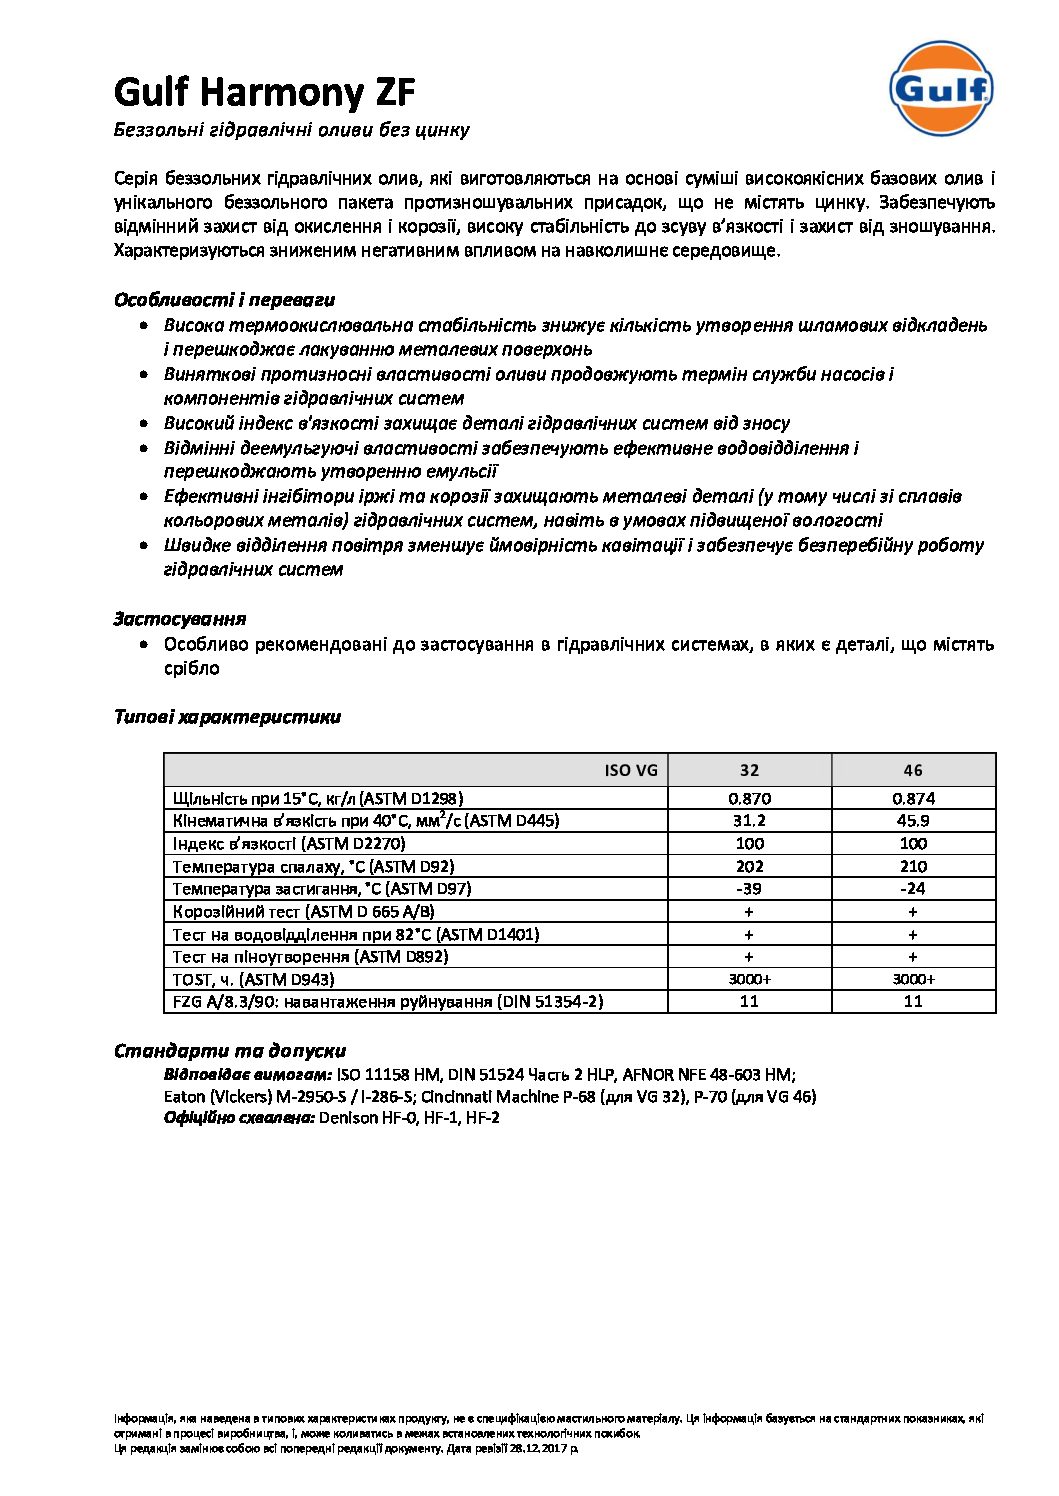 Gulf Harmony ZF
Gulf
Беззольні гідравлічні оливи без цинку
Серія беззольних гідравлічних олив, які виготовляються на основі суміші високоякісних базових олив і
унікального беззольного пакета протизношувальних присадок, що не містять цинку. Забезпечують
відмінний захист від окислення і корозії, високу стабільність до зсуву в’язкості і захист від зношування.
Характеризуються зниженим негативним впливом на навколишнє середовище.
Особливості і переваги
• Висока термоокислювальна стабільність знижує кількість утворення шламових відкладень
і перешкоджає лакуванню металевих поверхонь
• Виняткові протизносні властивості оливи продовжують термін служби насосів і
компонентів гідравлічних систем
• Високий індекс в'язкості захищає деталі гідравлічних систем від зносу
• Відмінні деемульгуючі властивості забезпечують ефективне водовідділення і
перешкоджають утворенню емульсії
• Ефективні інгібітори іржі та корозії захищають металеві деталі (у тому числі зі сплавів
кольорових металів) гідравлічних систем, навіть в умовах підвищеної вологості
• Швидке відділення повітря зменшує ймовірність кавітації і забезпечує безперебійну роботу
гідравлічних систем
Застосування
• Особливо рекомендовані до застосування в гідравлічних системах, в яких є деталі, що містять
срібло
Типові характеристики
ISO VG 32 46
Щільність при 15˚С, кг/л (ASTM D1298) 0.870 0.874
Кінематична в’язкість при 40˚С, мм²/с (ASTM D445) 31.2 45.9
Індекс в’язкості (ASTM D2270) 100 100
Температура спалаху, ˚С (ASTM D92) 202 210
Температура застигання, ˚С (ASTM D97) -39 -24
Корозійний тест (ASTM D 665 A/B) + +
Тест на водовідділення при 82˚С (ASTM D1401) + +
Тест на піноутворення (ASTM D892) + +
TOST, ч. (ASTM D943) 3000+ 3000+
FZG A/8.3/90: навантаження руйнування (DIN 51354-2) 11 11
Стандарти та допуски
Відповідає вимогам: ISO 11158 HM, DIN 51524 Часть 2 HLP, AFNOR NFE 48-603 HM;
Eaton (Vickers) M-2950-S / I-286-S; Cincinnati Machine P-68 (для VG 32), P-70 (для VG 46)
Офіційно схвалена: Denison HF-0, HF-1, HF-2
Інформація, яка наведена в типових характеристиках продукту, не є специфікацією мастильного матеріалу. Ця інформація базується на стандартних показниках, які
отримані в процесі виробництва, і, може коливатись в межах встановлених технологічних похибок.
Ця редакція замінює собою всі попередні редакції документу. Дата ревізії 28.12.2017 р.